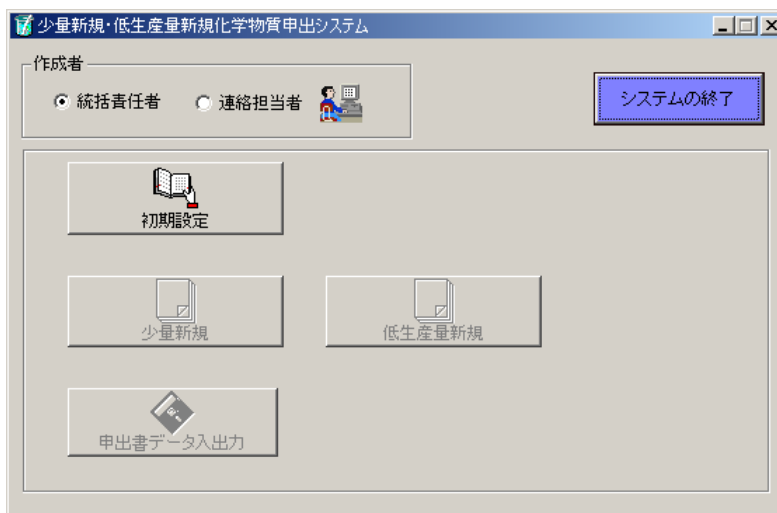 少量新規・低生産量新規化学物質申出システム
作成者
統括責任者
連絡担当者
システムの終了
初期設定
少量新規
低生産量新規
申出書データ入出力